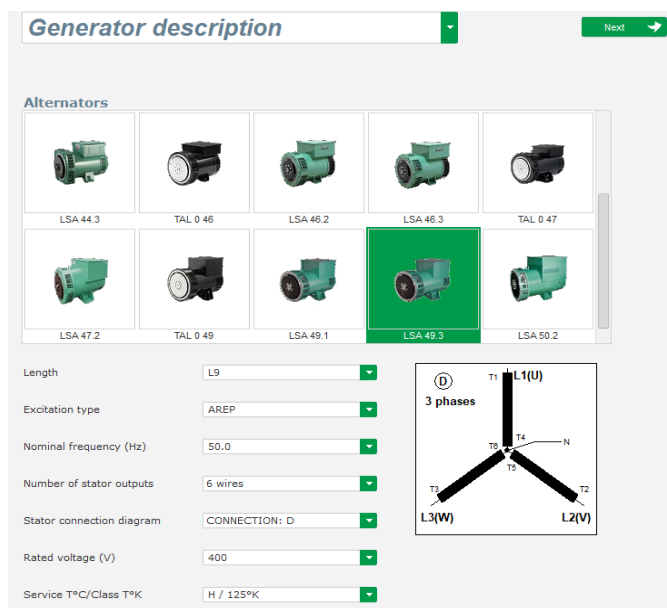 Generator description
Next
Alternators
LSA 44.3
TAL 0 46
LSA 46.2
LSA 46.3
TAL 0 47
LSA 47.2
TAL 0 49
LSA 49.1
LSA 49.3
LSA 50.2
Length L9
Excitation type AREP
Nominal frequency (Hz) 50.0
Number of stator outputs 6 wires
Stator connection diagram CONNECTION: D
Rated voltage (V) 400
Service T°C/Class T°K H / 125°K
D
3 phases
T1 L1(U)
T6 T4 N
T5
T3 T2
L3(W) L2(V)